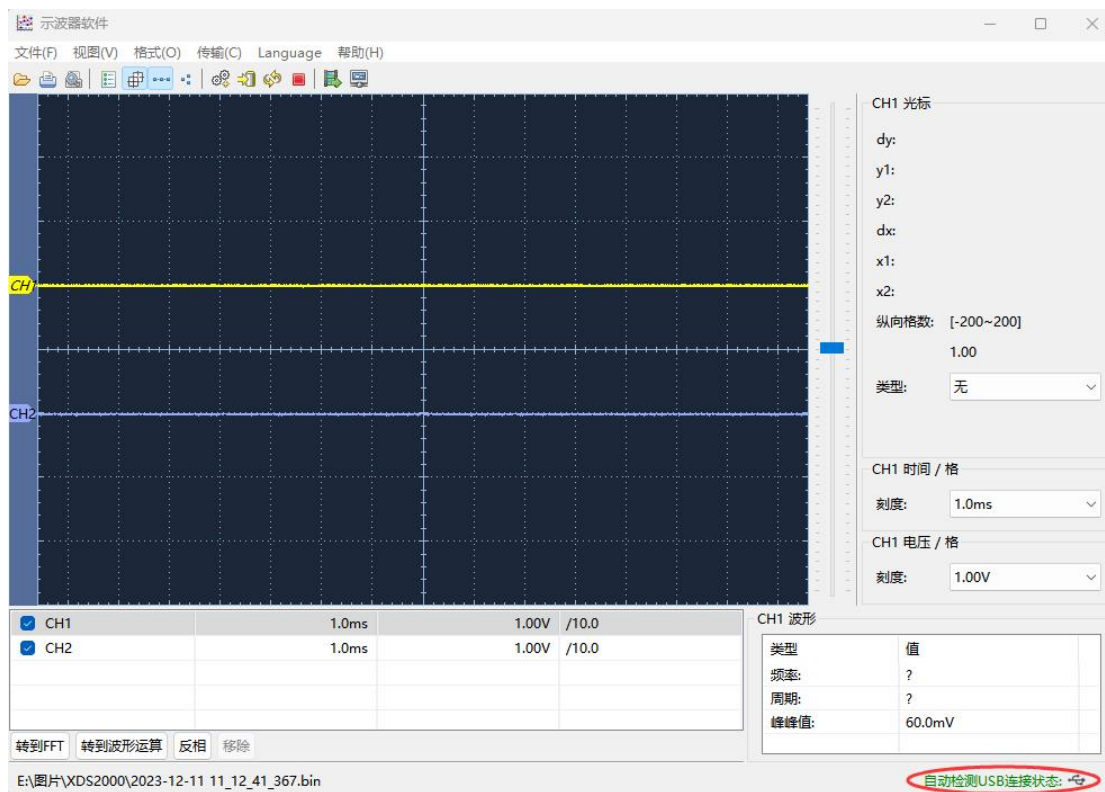 示波器软件
文件(F) 视图(V) 格式(O) 传输(C) Language 帮助(H)
CH1 光标
dy:
y1:
y2:
dx:
x1:
x2:
纵向格数: [-200~200]
1.00
类型: 无
CH1
CH2
CH1 时间 / 格
刻度: 1.0ms
CH1 电压 / 格
刻度: 1.00V
CH1 1.0ms 1.00V /10.0
CH2 1.0ms 1.00V /10.0
CH1 波形
类型 值
频率: ?
周期: ?
峰峰值: 60.0mV
转到FFT 转到波形运算 反相 移除
E:\图片\XDS2000\2023-12-11 11_12_41_367.bin
自动检测USB连接状态: